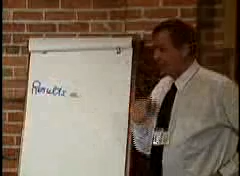 Results =